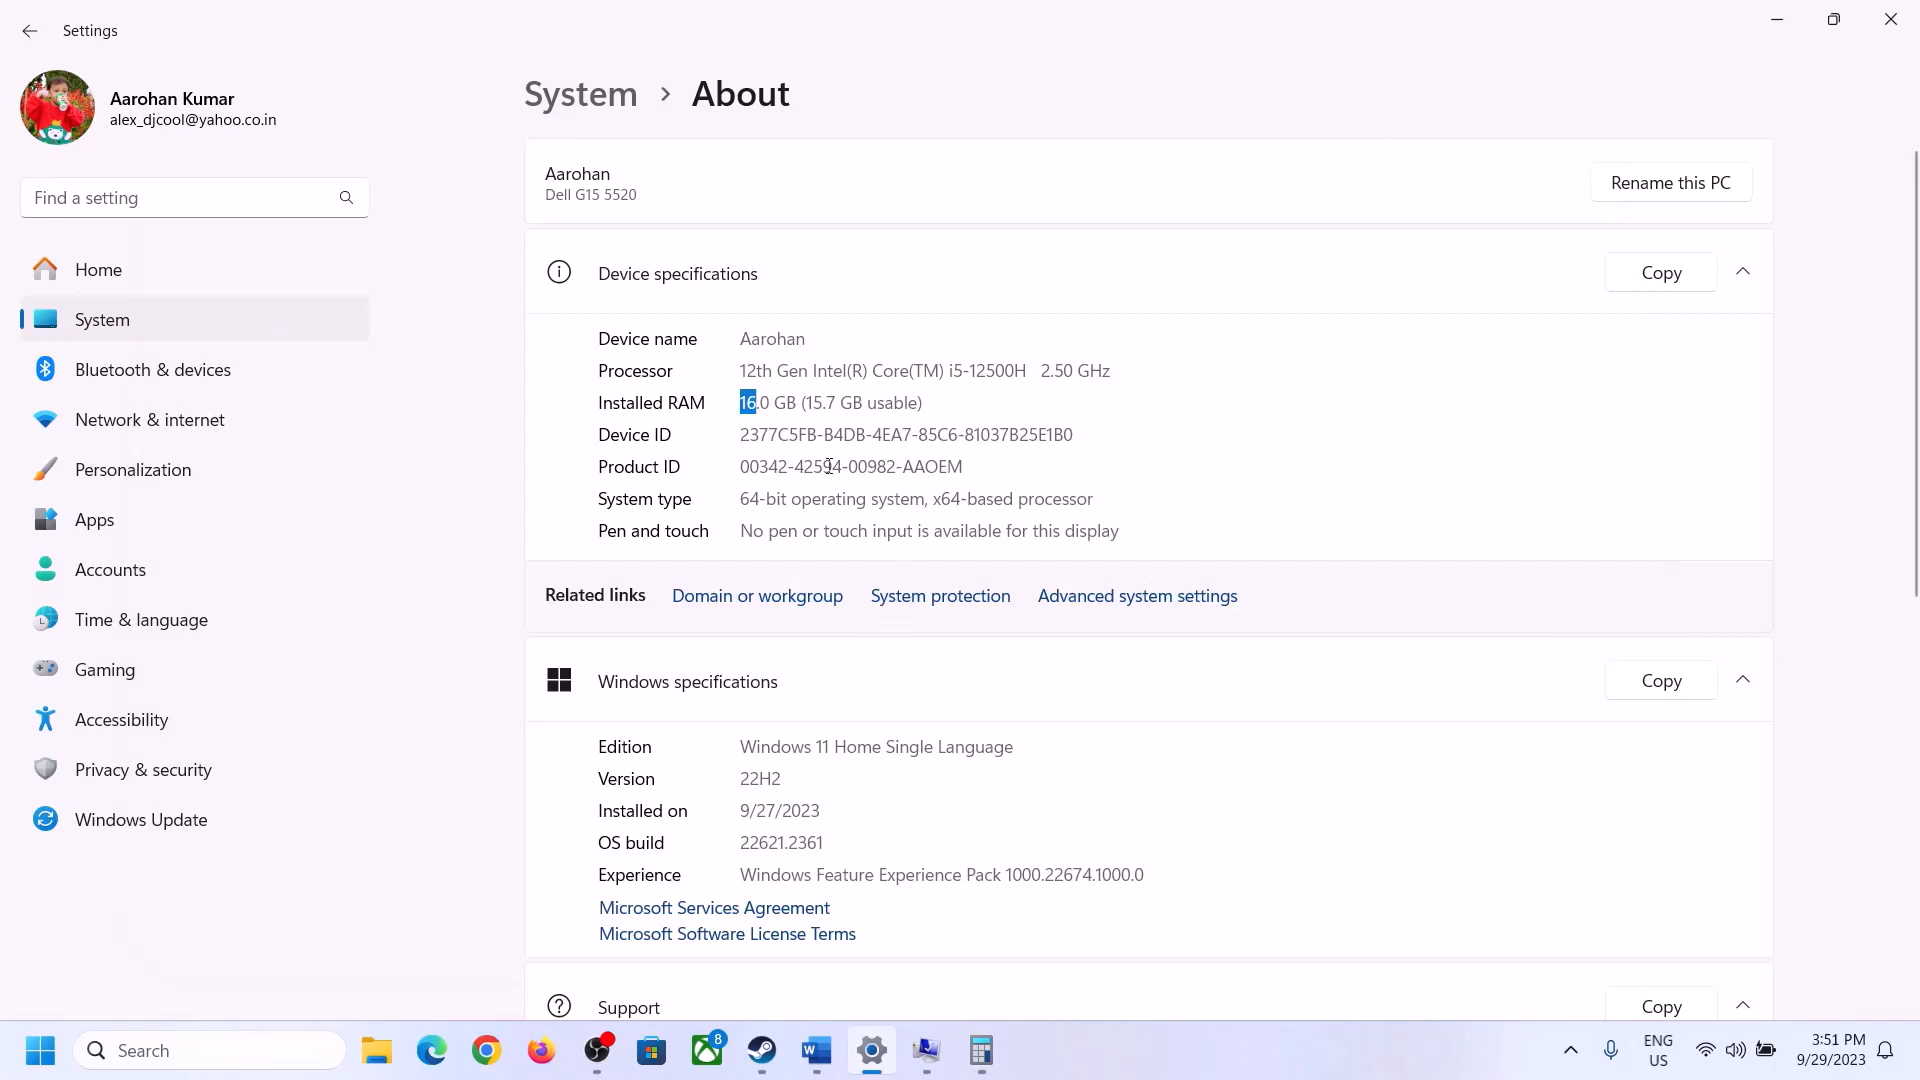 Settings
Aarohan Kumar
alex_djcool@yahoo.co.in
Find a setting
Home
System
Bluetooth & devices
Network & internet
Personalization
Apps
Accounts
Time & language
Gaming
Accessibility
Privacy & security
Windows Update
System > About
Aarohan
Dell G15 5520
Rename this PC
Device specifications
Copy
Device name Aarohan
Processor 12th Gen Intel(R) Core(TM) i5-12500H 2.50 GHz
Installed RAM 16.0 GB (15.7 GB usable)
Device ID 2377C5FB-B4DB-4EA7-85C6-81037B25E1B0
Product ID 00342-42594-00982-AAOEM
System type 64-bit operating system, x64-based processor
Pen and touch No pen or touch input is available for this display
Related links Domain or workgroup System protection Advanced system settings
Windows specifications
Copy
Edition Windows 11 Home Single Language
Version 22H2
Installed on 9/27/2023
OS build 22621.2361
Experience Windows Feature Experience Pack 1000.22674.1000.0
Microsoft Services Agreement
Microsoft Software License Terms
Support
Copy
Search
8
W
ENG
US
3:51 PM
9/29/2023